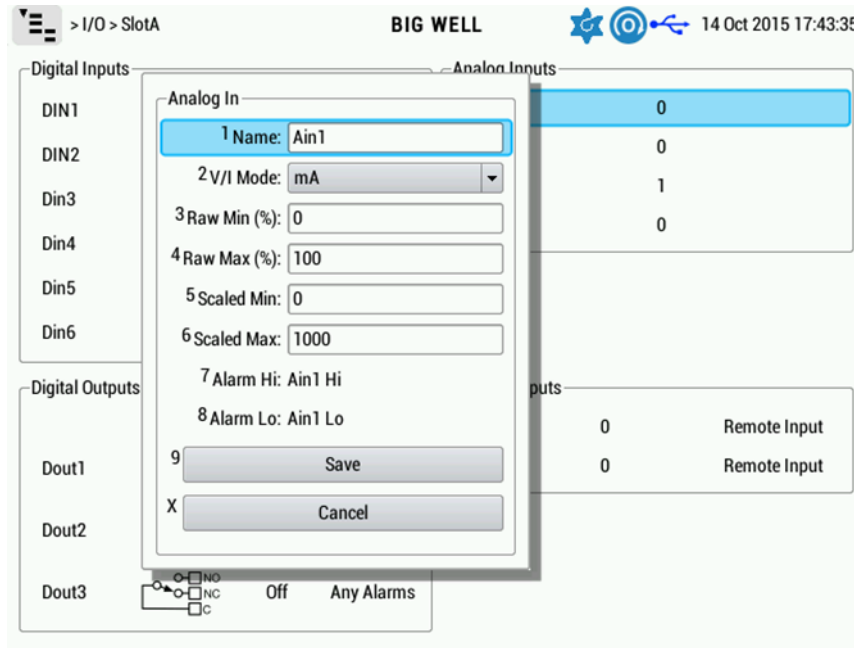 > I/O > SlotA
BIG WELL
14 Oct 2015 17:43:35
Digital Inputs
DIN1
DIN2
Din3
Din4
Din5
Din6
Analog Inputs
0
0
1
0
Analog In
1 Name: Ain1
2 V/I Mode: mA
3 Raw Min (%): 0
4 Raw Max (%): 100
5 Scaled Min: 0
6 Scaled Max: 1000
7 Alarm Hi: Ain1 Hi
8 Alarm Lo: Ain1 Lo
9 Save
X Cancel
Digital Outputs
Dout1
Dout2
Dout3 NO NC C Off Any Alarms
puts
0 Remote Input
0 Remote Input